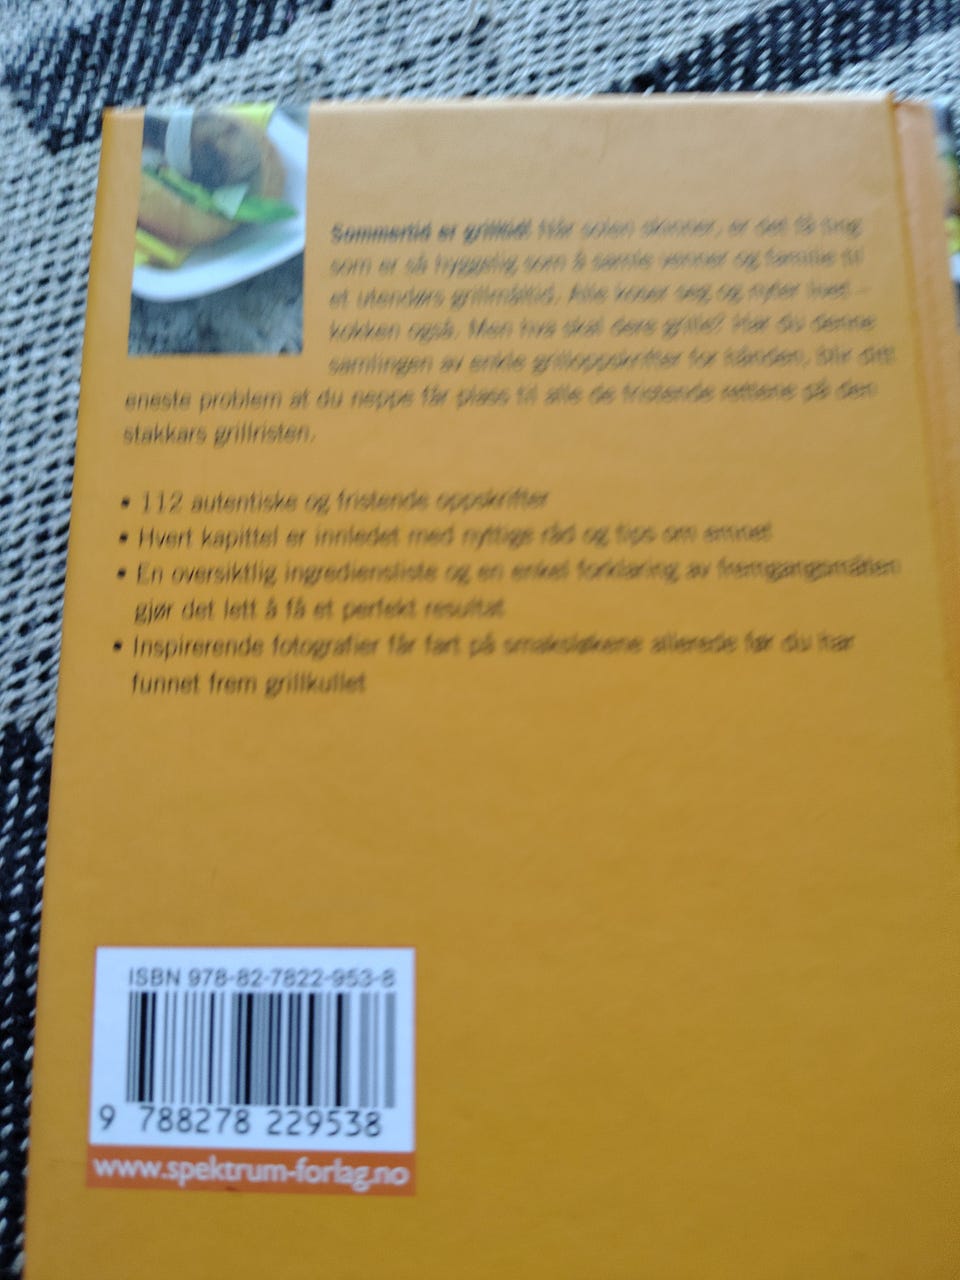 Sommertid er grilltid! Når solen skinner, er det få ting
som er så hyggelig som å samle venner og familie til
et utendørs grillmåltid. Alle koser seg og nyter livet –
kokken også. Men hva skal dere grille? Har du denne
samlingen av enkle grilloppskrifter for hånden, blir ditt
eneste problem at du neppe får plass til alle de fristende rettene på den
stakkars grillristen.
• 112 autentiske og fristende oppskrifter
• Hvert kapittel er innledet med nyttige råd og tips om emnet
• En oversiktlig ingrediensliste og en enkel forklaring av fremgangsmåten
gjør det lett å få et perfekt resultat
• Inspirerende fotografier får fart på smaksløkene allerede før du har
funnet frem grillkullet
ISBN 978-82-7822-953-8
9 788278 229538
www.spektrum-forlag.no